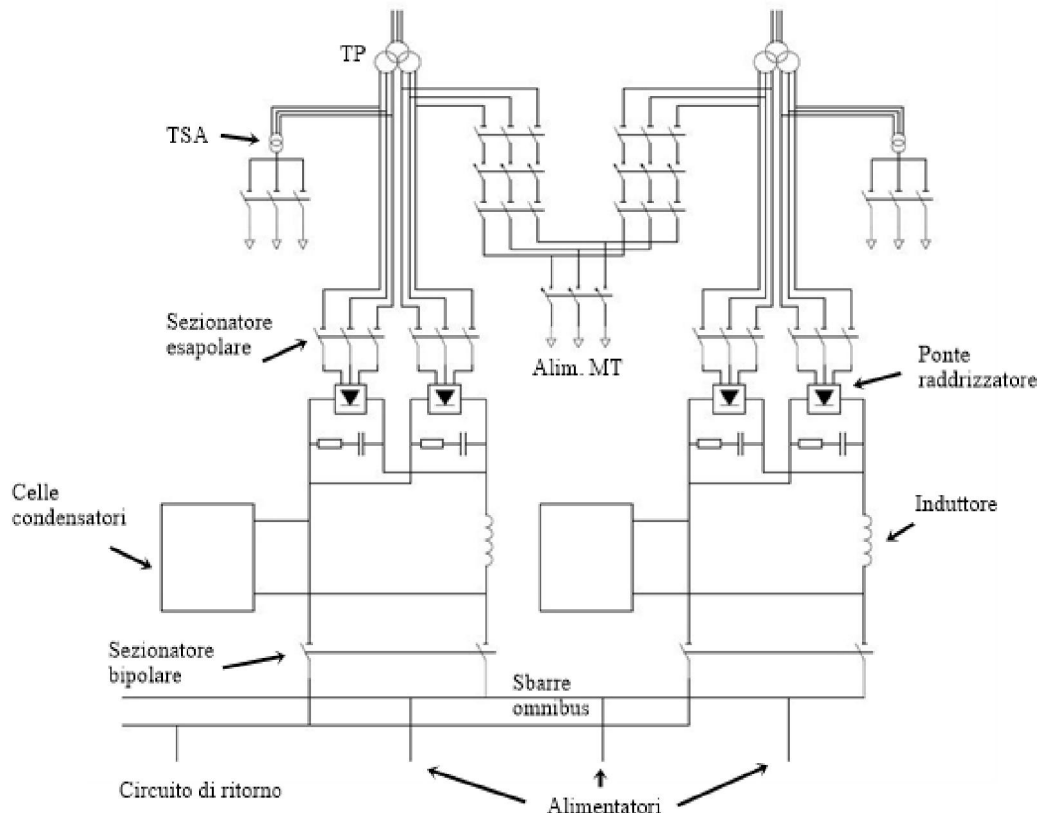 TP
TSA
Sezionatore
esapolare
Alim. MT
Ponte
raddrizzatore
Celle
condensatori
Induttore
Sezionatore
bipolare
Sbarre
omnibus
Circuito di ritorno
Alimentatori